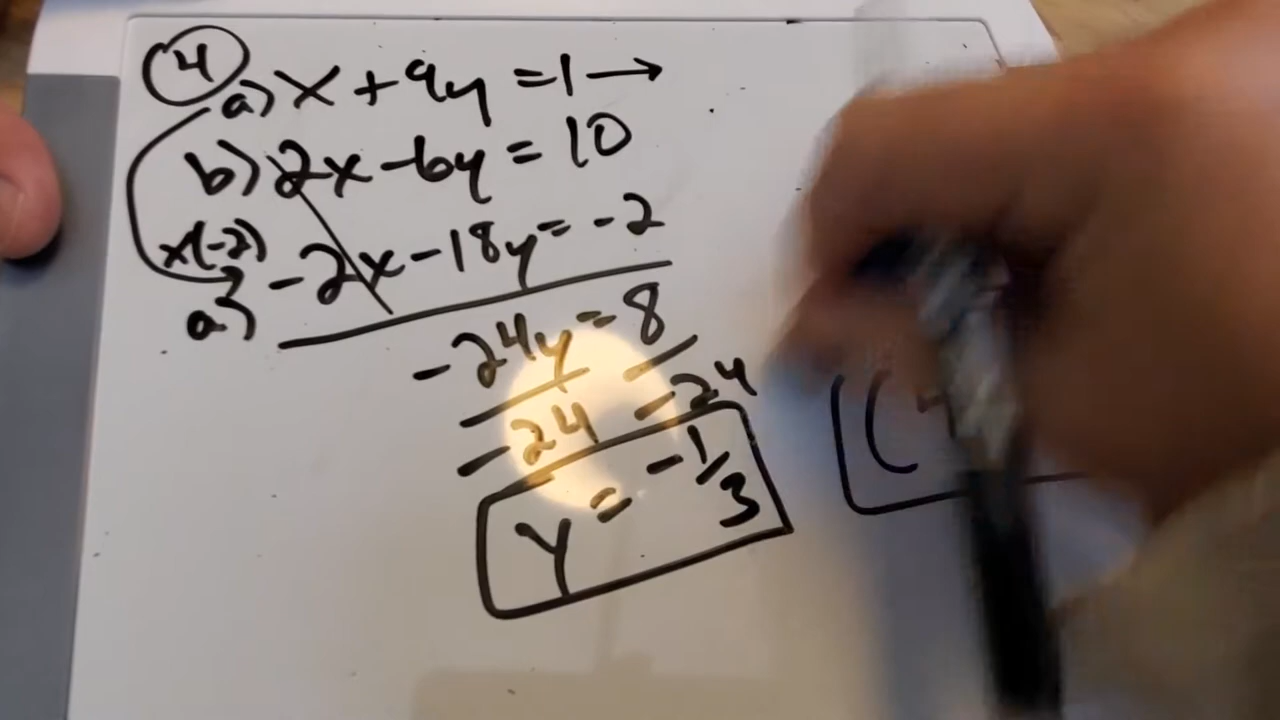 4
a) x + 9y = 1 →
b) 2x - 6y = 10
x(-2)
a) -2x - 18y = -2
-24y = 8
-24 -24
y = -1/3
(